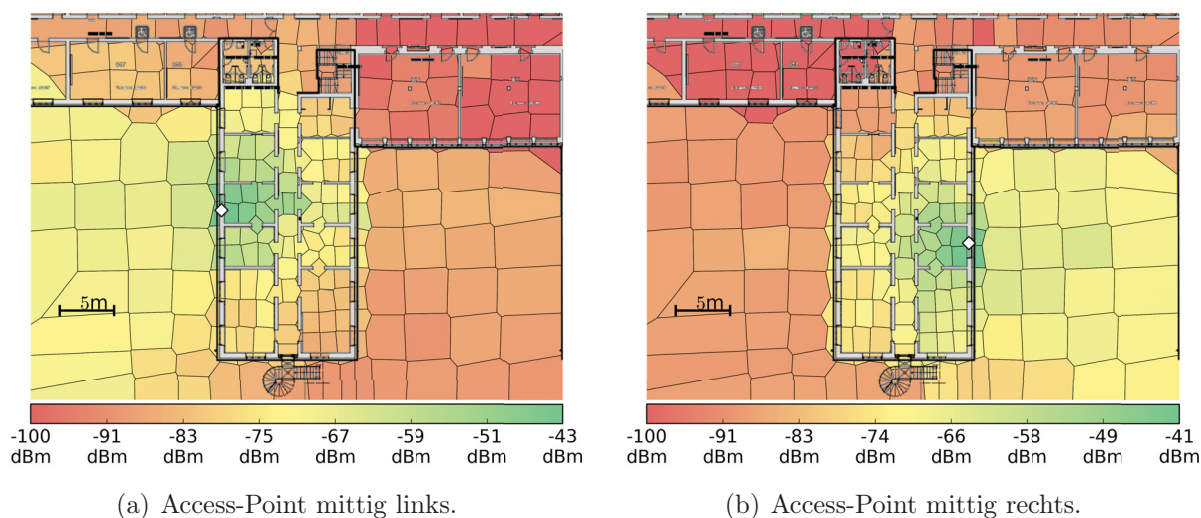 5m
5m
-100 -91 -83 -75 -67 -59 -51 -43
dBm dBm dBm dBm dBm dBm dBm dBm
-100 -91 -83 -74 -66 -58 -49 -41
dBm dBm dBm dBm dBm dBm dBm dBm
(a) Access-Point mittig links.
(b) Access-Point mittig rechts.